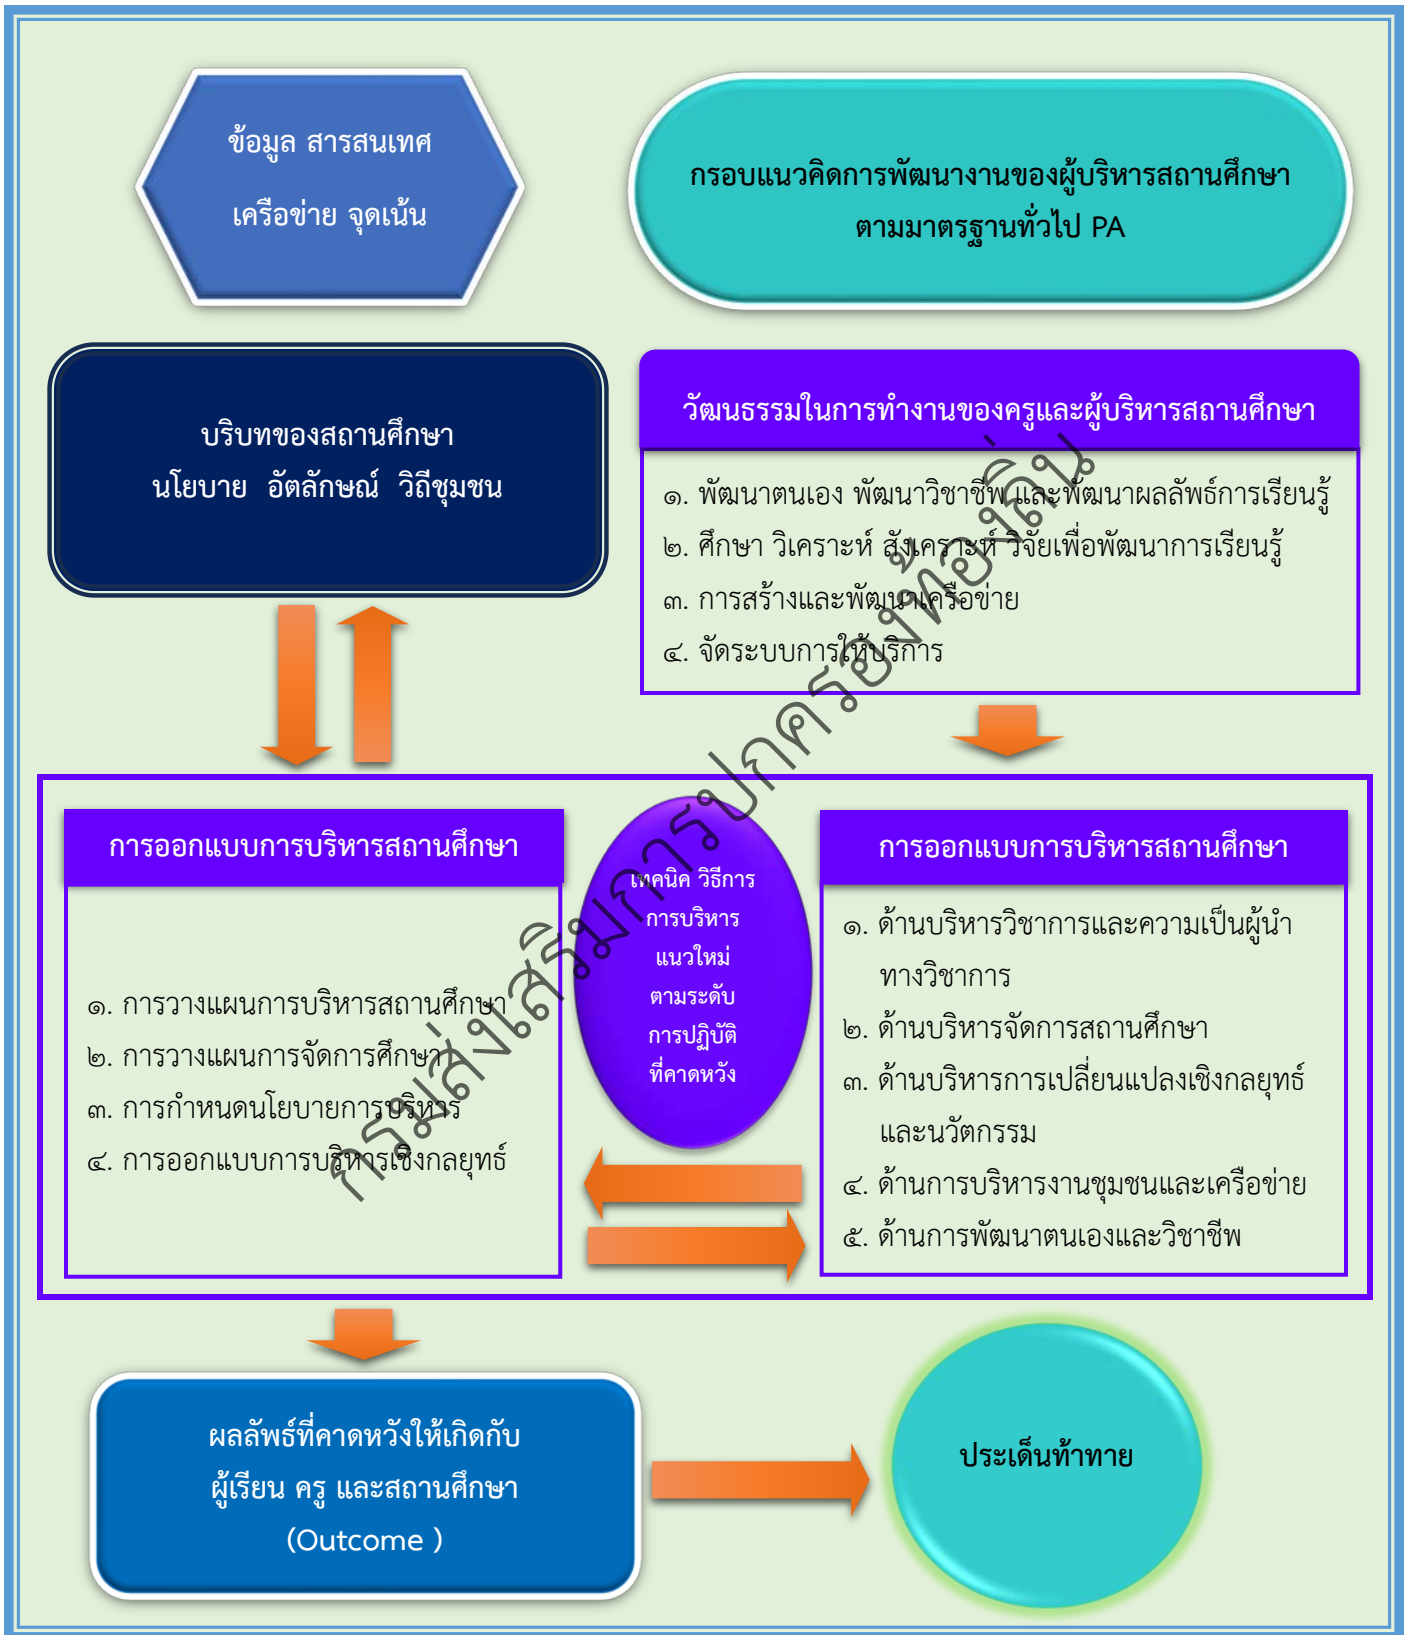 ข้อมูล สารสนเทศ
เครือข่าย จุดเน้น
กรอบแนวคิดการพัฒนางานของผู้บริหารสถานศึกษา
ตามมาตรฐานทั่วไป PA
บริบทของสถานศึกษา
นโยบาย อัตลักษณ์ วิถีชุมชน
วัฒนธรรมในการทำงานของครูและผู้บริหารสถานศึกษา
๑. พัฒนาตนเอง พัฒนาวิชาชีพ และพัฒนาผลลัพธ์การเรียนรู้
๒. ศึกษา วิเคราะห์ สังเคราะห์ วิจัยเพื่อพัฒนาการเรียนรู้
๓. การสร้างและพัฒนาเครือข่าย
๔. จัดระบบการให้บริการ
การออกแบบการบริหารสถานศึกษา
๑. การวางแผนการบริหารสถานศึกษา
๒. การวางแผนการจัดการศึกษา
๓. การกำหนดนโยบายการบริหาร
๔. การออกแบบการบริหารเชิงกลยุทธ์
เทคนิค วิธีการ
การบริหาร
แนวใหม่
ตามระดับ
การปฏิบัติ
ที่คาดหวัง
การออกแบบการบริหารสถานศึกษา
๑. ด้านบริหารวิชาการและความเป็นผู้นำ
ทางวิชาการ
๒. ด้านบริหารจัดการสถานศึกษา
๓. ด้านบริหารการเปลี่ยนแปลงเชิงกลยุทธ์
และนวัตกรรม
๔. ด้านการบริหารงานชุมชนและเครือข่าย
๕. ด้านการพัฒนาตนเองและวิชาชีพ
ผลลัพธ์ที่คาดหวังให้เกิดกับ
ผู้เรียน ครู และสถานศึกษา
(Outcome )
ประเด็นท้าทาย
กรมส่งเสริมการปกครองท้องถิ่น